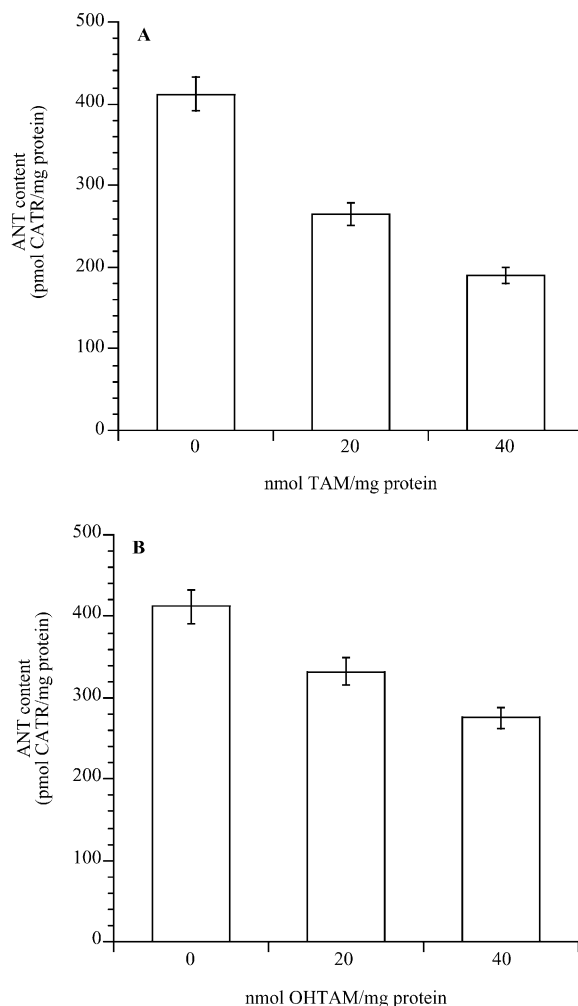 A
ANT content
(pmol CATR/mg protein)
500
400
300
200
100
0
0 20 40
nmol TAM/mg protein
B
ANT content
(pmol CATR/mg protein)
500
400
300
200
100
0
0 20 40
nmol OHTAM/mg protein